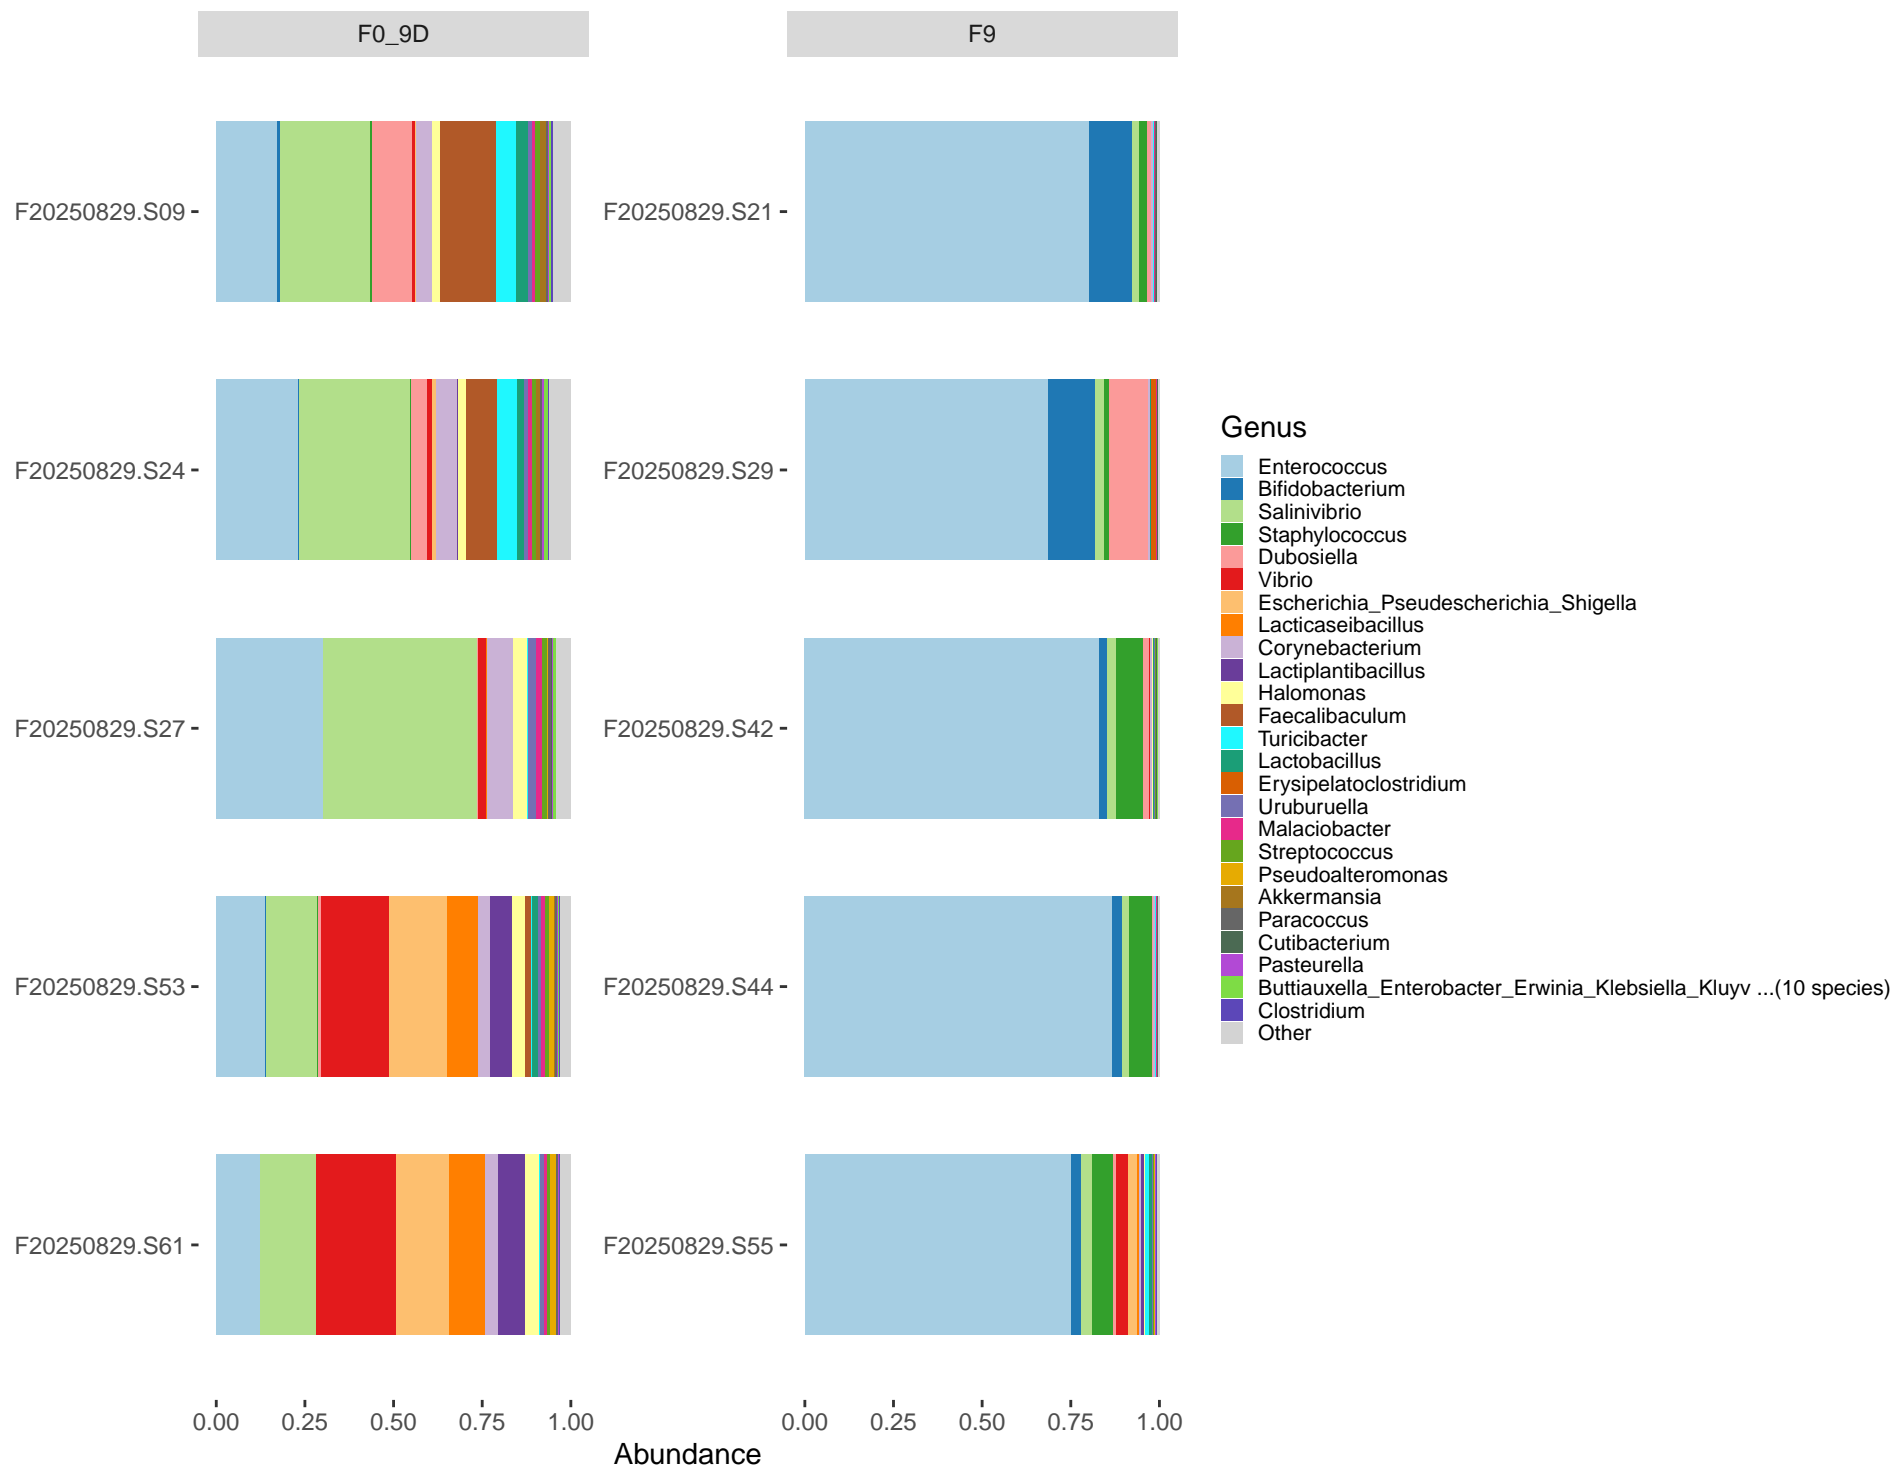 F0_9D
F9
F20250829.S09
F20250829.S21
F20250829.S24
F20250829.S29
F20250829.S27
F20250829.S42
F20250829.S53
F20250829.S44
F20250829.S61
F20250829.S55
0.00 0.25 0.50 0.75 1.00
0.00 0.25 0.50 0.75 1.00
Abundance
Genus
Enterococcus
Bifidobacterium
Salinivibrio
Staphylococcus
Dubosiella
Vibrio
Escherichia_Pseudescherichia_Shigella
Lacticaseibacillus
Corynebacterium
Lactiplantibacillus
Halomonas
Faecalibaculum
Turicibacter
Lactobacillus
Erysipelatoclostridium
Uruburuella
Malaciobacter
Streptococcus
Pseudoalteromonas
Akkermansia
Paracoccus
Cutibacterium
Pasteurella
Buttiauxella_Enterobacter_Erwinia_Klebsiella_Kluyv ...(10 species)
Clostridium
Other